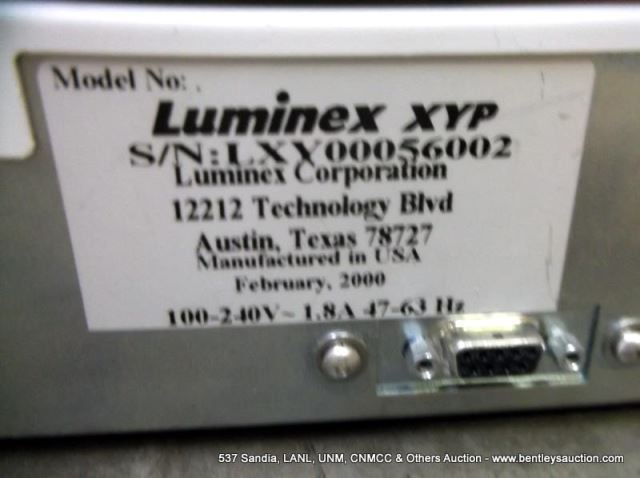 Model No: .
Luminex XYP
S/N:LXY00056002
Luminex Corporation
12212 Technology Blvd
Austin, Texas 78727
Manufactured in USA
February, 2000
100-240V~ 1.8A 47-63 Hz
537 Sandia, LANL, UNM, CNMCC & Others Auction - www.bentleysauction.com